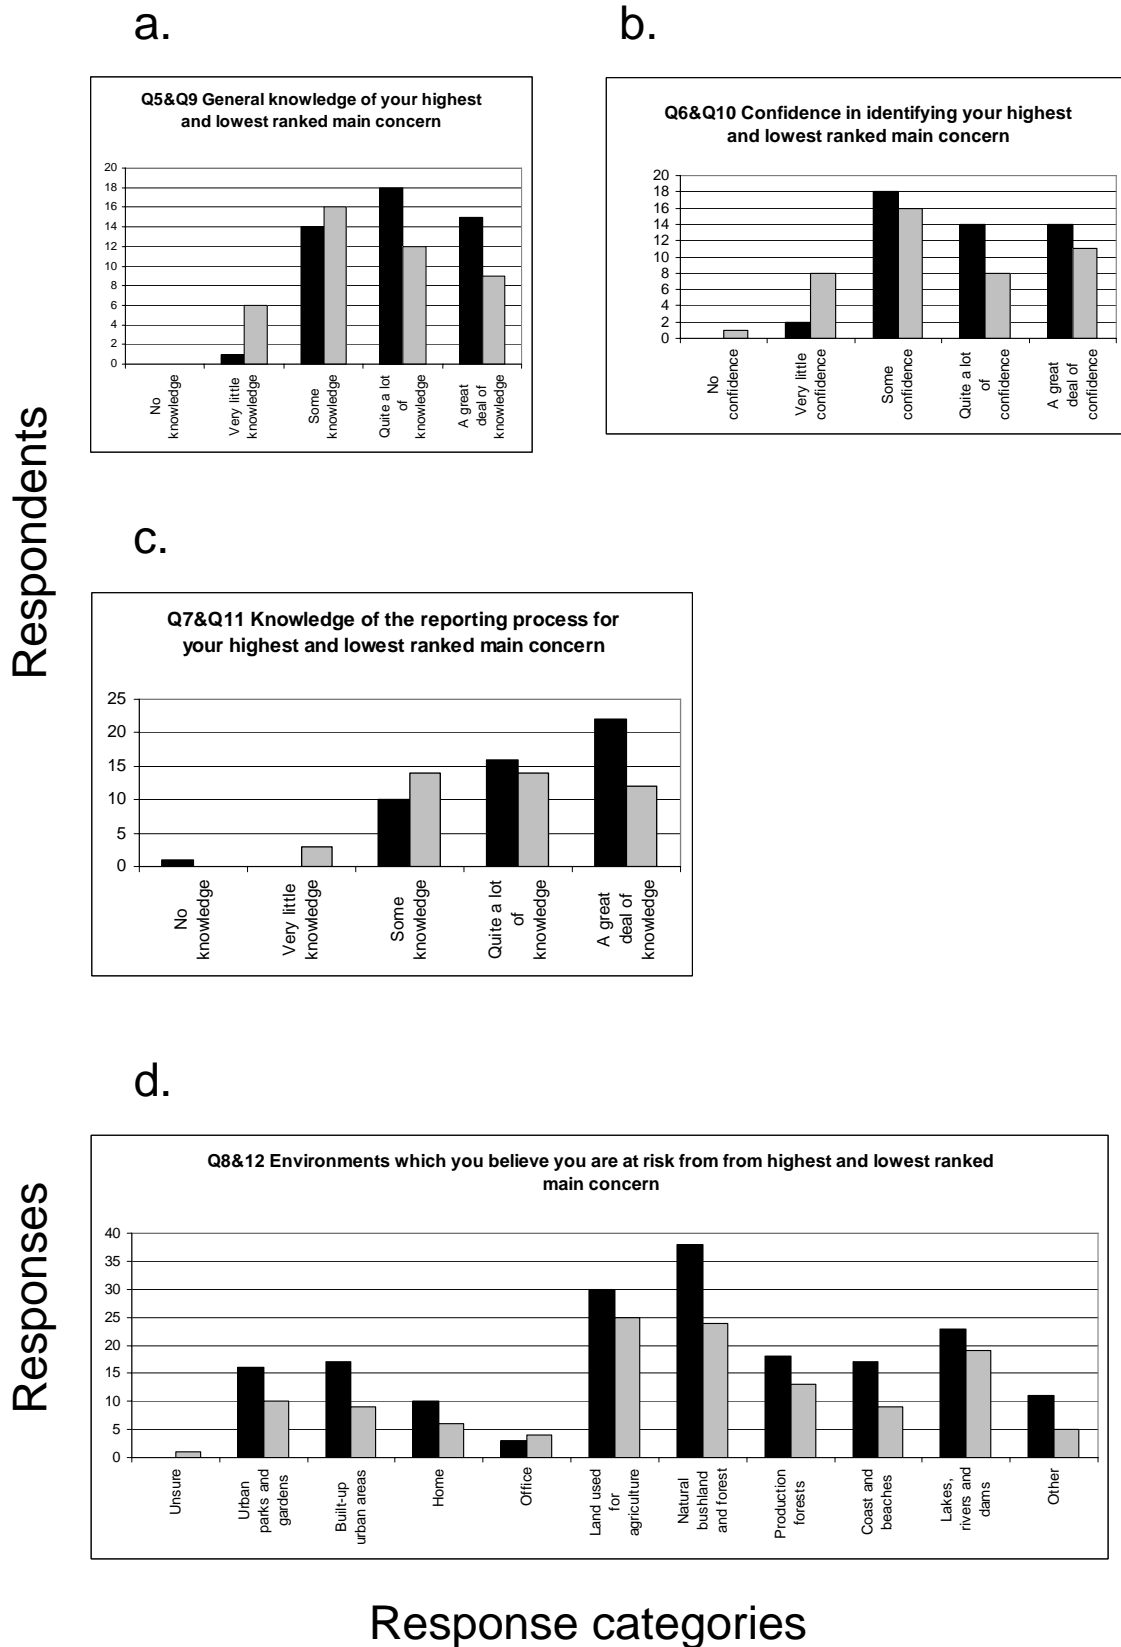 a.
Q5&Q9 General knowledge of your highest
and lowest ranked main concern
20
18
16
14
12
10
8
6
4
2
0
No
knowledge
Very little
knowledge
Some
knowledge
Quite a lot
of
knowledge
A great
deal of
knowledge
b.
Q6&Q10 Confidence in identifying your highest
and lowest ranked main concern
20
18
16
14
12
10
8
6
4
2
0
No
confidence
Very little
confidence
Some
confidence
Quite a lot
of
confidence
A great
deal of
confidence
Respondents
c.
Q7&Q11 Knowledge of the reporting process for
your highest and lowest ranked main concern
25
20
15
10
5
0
No
knowledge
Very little
knowledge
Some
knowledge
Quite a lot
of
knowledge
A great
deal of
knowledge
d.
Q8&12 Environments which you believe you are at risk from from highest and lowest ranked
main concern
Responses
40
35
30
25
20
15
10
5
0
Unsure
Urban
parks and
gardens
Built-up
urban areas
Home
Office
Land used
for
agriculture
Natural
bushland
and forest
Production
forests
Coast and
beaches
Lakes,
rivers and
dams
Other
Response categories